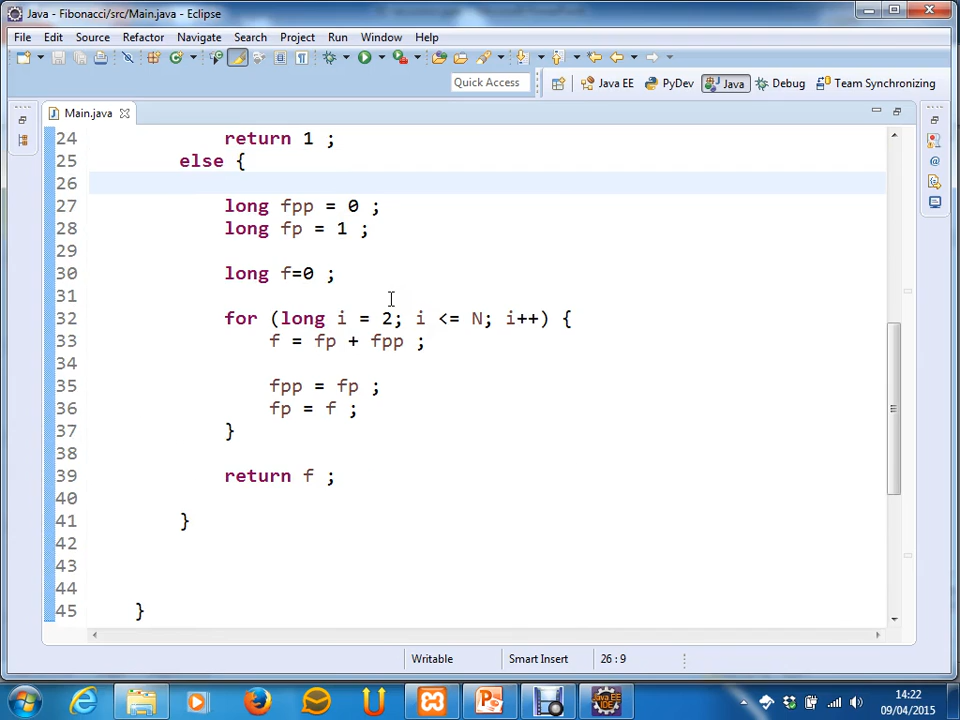 Java - Fibonacci/src/Main.java - Eclipse
File Edit Source Refactor Navigate Search Project Run Window Help
Quick Access Java EE PyDev Java Debug Team Synchronizing
Main.java
24 return 1 ;
25 else {
26
27 long fpp = 0 ;
28 long fp = 1 ;
29
30 long f=0 ;
31
32 for (long i = 2; i <= N; i++) {
33 f = fp + fpp ;
34
35 fpp = fp ;
36 fp = f ;
37 }
38
39 return f ;
40
41 }
42
43
44
45 }
Writable Smart Insert 26 : 9
14:22
09/04/2015